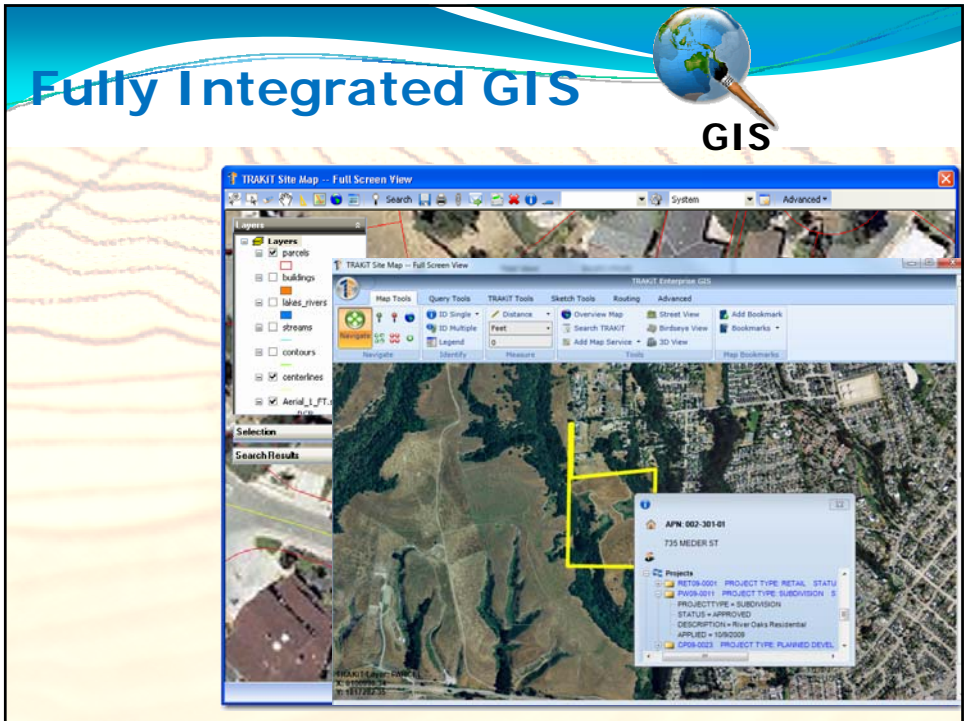 Fully Integrated GIS
GIS
TRAKiT Site Map -- Full Screen View
Search
System
Advanced
Layers
Layers
parcels
buildings
lakes_rivers
streams
contours
centerlines
Aerial_1_FT.s
Selection
Search Results
TRAKiT Site Map -- Full Screen View
TRAKiT Enterprise GIS
Map Tools Query Tools TRAKiT Tools Sketch Tools Routing Advanced
Navigate
ID Single
ID Multiple
Legend
Distance
Feet
0
Overview Map
Search TRAKiT
Add Map Service
Street View
Birdseye View
3D View
Add Bookmark
Bookmarks
Navigate Identify Measure Tools Map Bookmarks
APN: 002-301-01
735 MEDER ST
Projects
RET09-0001 PROJECT TYPE: RETAIL STATU
PW09-0011 PROJECT TYPE: SUBDIVISION S
PROJECTTYPE = SUBDIVISION
STATUS = APPROVED
DESCRIPTION = River Oaks Residential
APPLIED = 10/9/2009
CP09-0023 PROJECT TYPE: PLANNED DEVEL
TRAKiT Layer: PARCEL